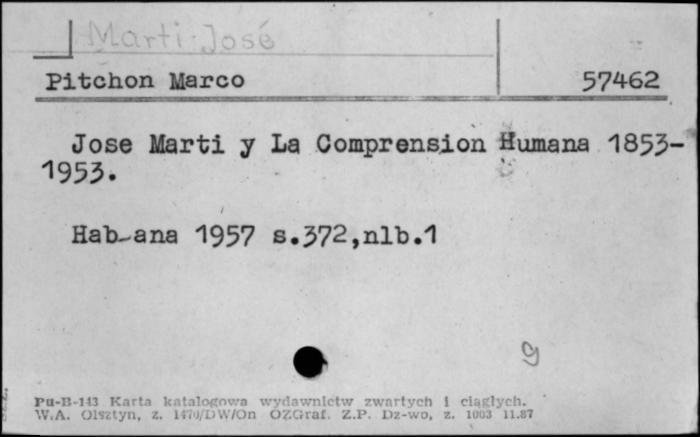 Marti José
Pitchon Marco 57462
Jose Marti y La Comprension Humana 1853-
1953.
Hab-ana 1957 s.372,nlb.1
Pu-B-143 Karta katalogowa wydawnictw zwartych i ciągłych.
W.A. Olsztyn, z. 1470/DW/On OZGraf. Z.P. Dz-wo, z. 1003 11.87